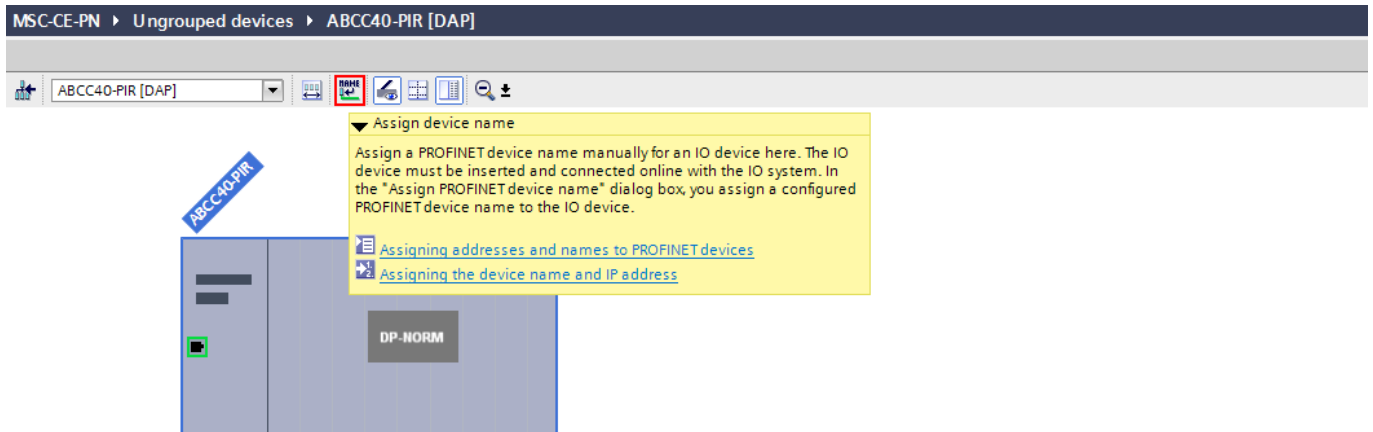 MSC-CE-PN ▸ Ungrouped devices ▸ ABCC40-PIR [DAP]
ABCC40-PIR [DAP]
NAME
Assign device name
Assign a PROFINET device name manually for an IO device here. The IO
device must be inserted and connected online with the IO system. In
the "Assign PROFINET device name" dialog box, you assign a configured
PROFINET device name to the IO device.
Assigning addresses and names to PROFINET devices
Assigning the device name and IP address
ABCC40-PIR
DP-NORM